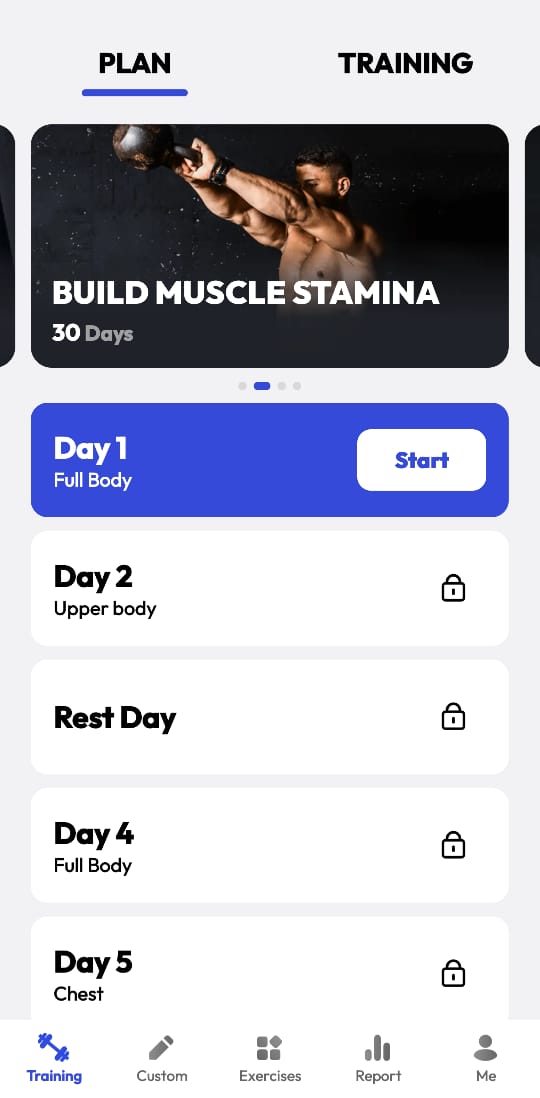 PLAN
TRAINING
BUILD MUSCLE STAMINA
30 Days
Day 1
Full Body
Start
Day 2
Upper body
Rest Day
Day 4
Full Body
Day 5
Chest
Training
Custom
Exercises
Report
Me